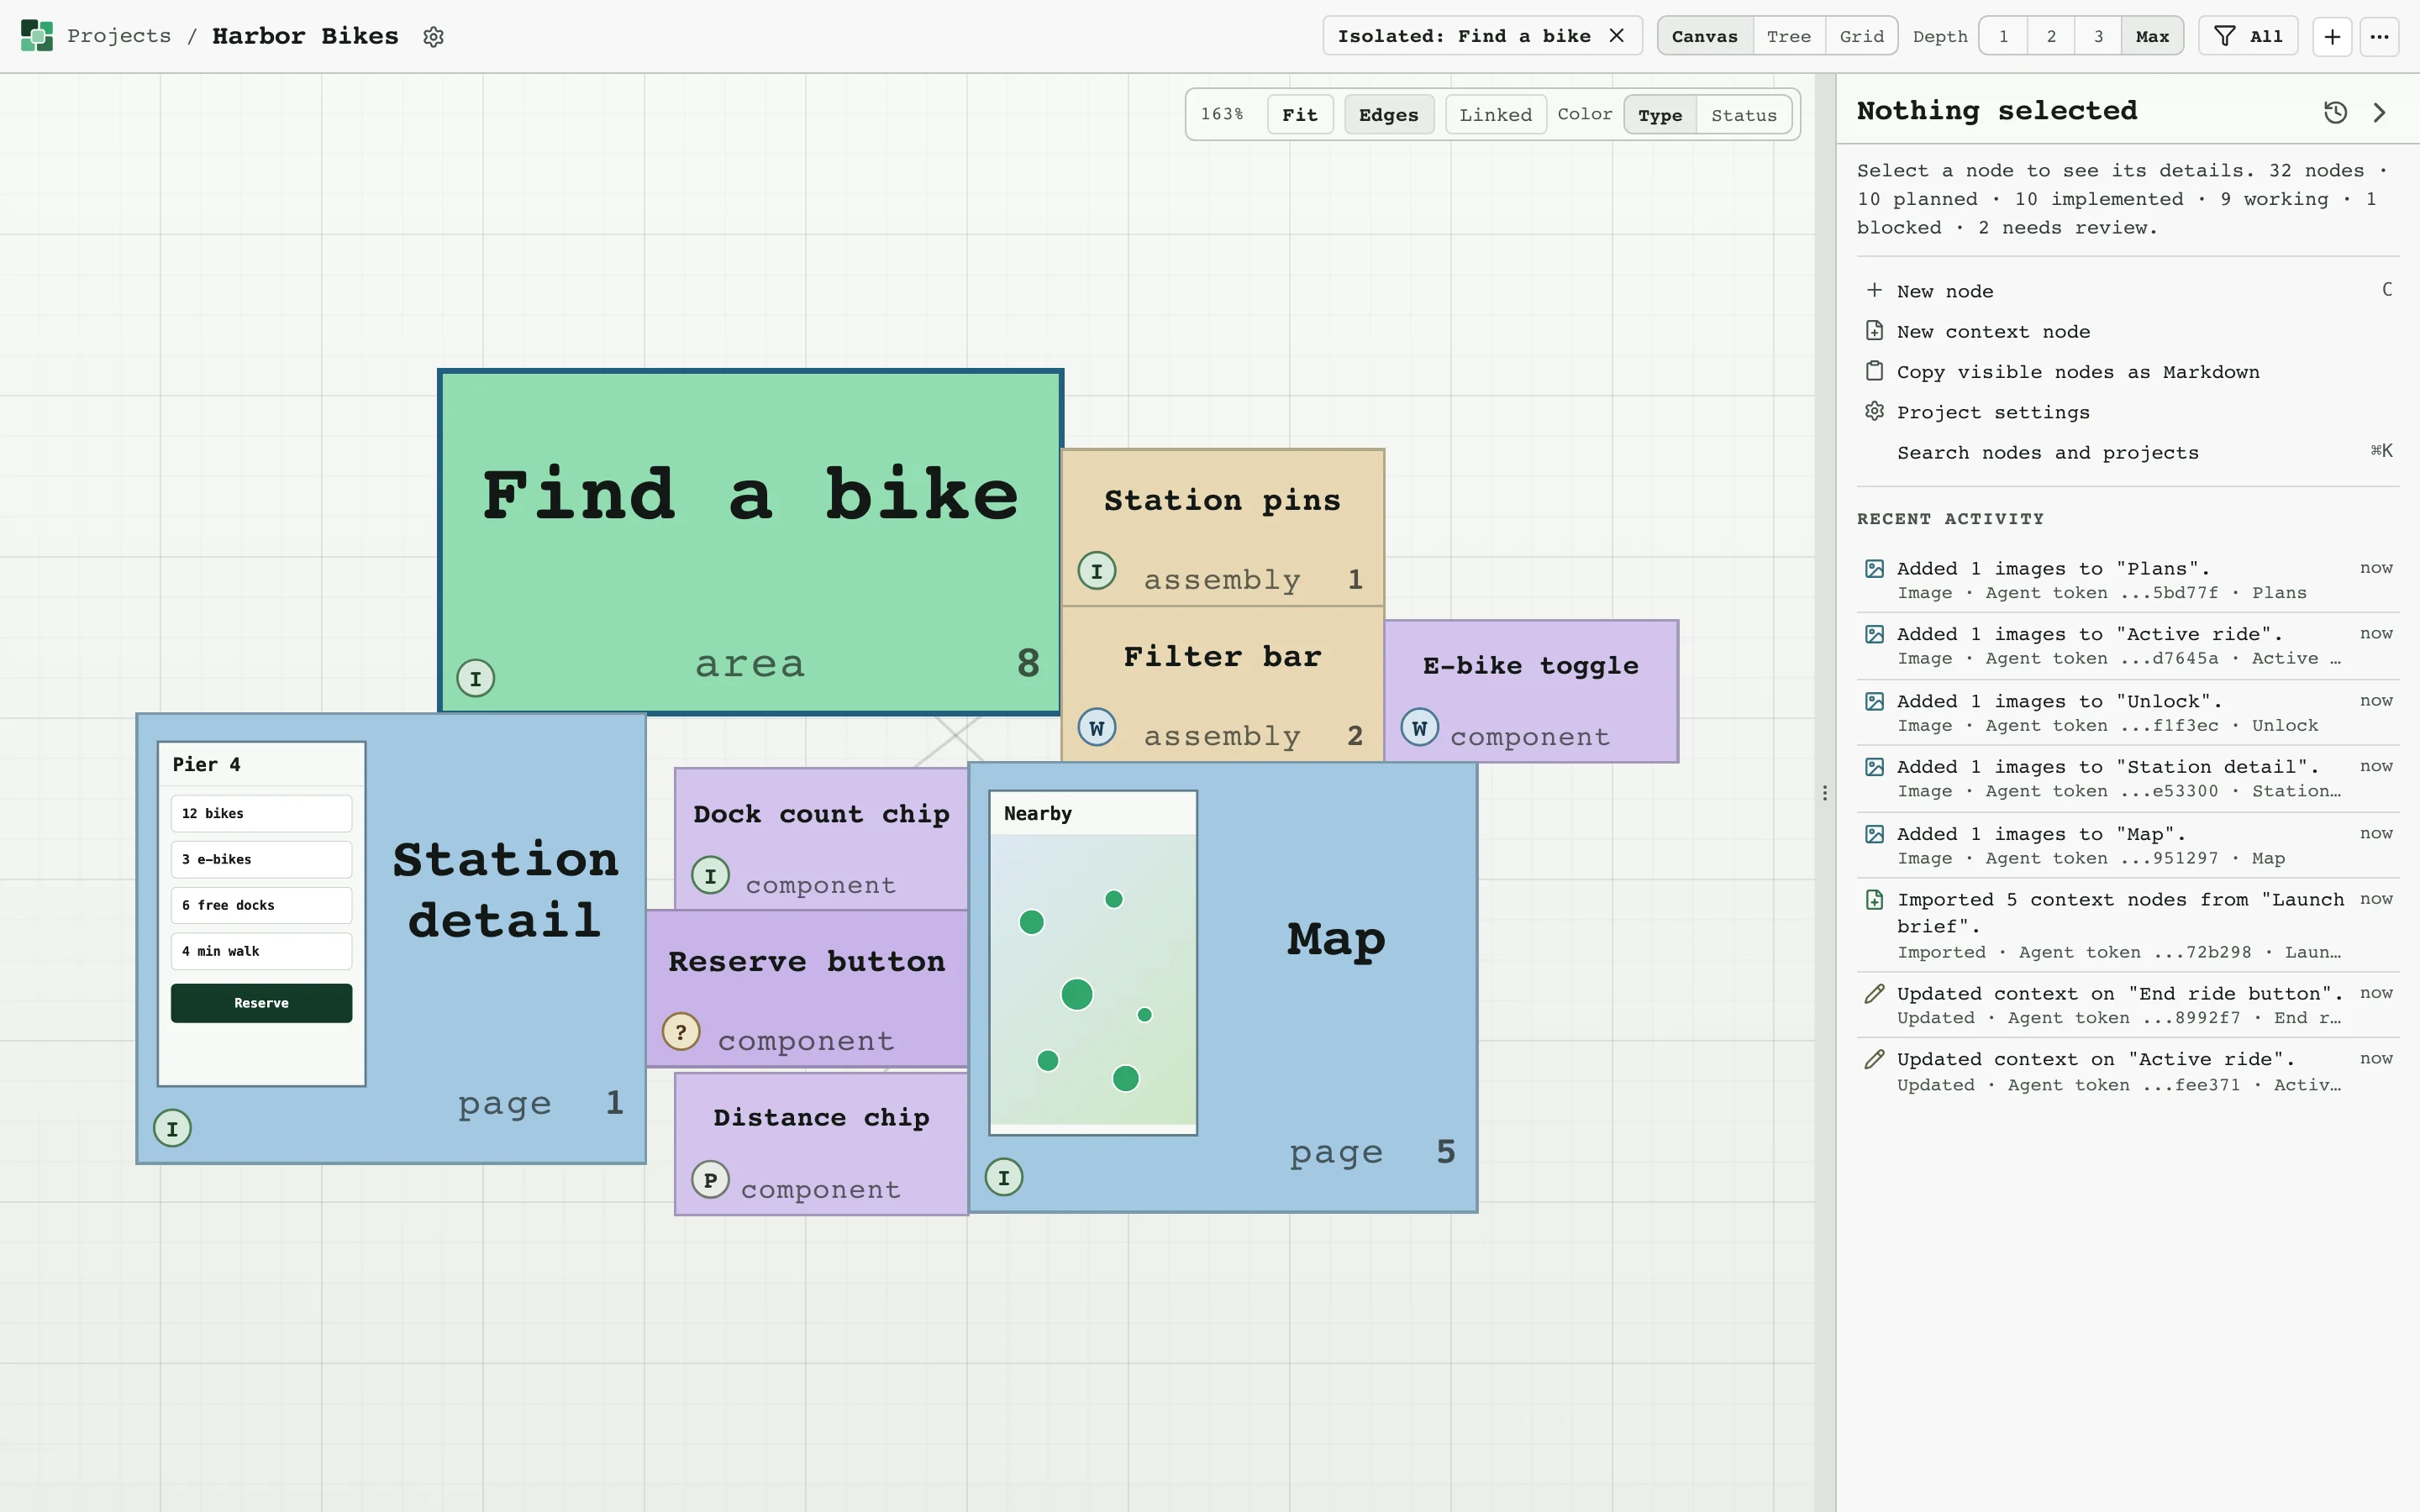 Projects / Harbor Bikes
Isolated: Find a bike
Canvas Tree Grid
Depth 1 2 3 Max
All
163% Fit Edges Linked Color Type Status
Find a bike
I area 8
Station pins
I assembly 1
Filter bar
W assembly 2
E-bike toggle
W component
Pier 4
12 bikes
3 e-bikes
6 free docks
4 min walk
Reserve
Station
detail
page 1
I
Dock count chip
I component
Reserve button
? component
Distance chip
P component
Nearby
Map
page 5
I
Nothing selected
Select a node to see its details. 32 nodes ·
10 planned · 10 implemented · 9 working · 1
blocked · 2 needs review.
New node C
New context node
Copy visible nodes as Markdown
Project settings
Search nodes and projects ⌘K
RECENT ACTIVITY
Added 1 images to "Plans". now
Image · Agent token ...5bd77f · Plans
Added 1 images to "Active ride". now
Image · Agent token ...d7645a · Active …
Added 1 images to "Unlock". now
Image · Agent token ...f1f3ec · Unlock
Added 1 images to "Station detail". now
Image · Agent token ...e53300 · Station…
Added 1 images to "Map". now
Image · Agent token ...951297 · Map
Imported 5 context nodes from "Launch now
brief".
Imported · Agent token ...72b298 · Laun…
Updated context on "End ride button". now
Updated · Agent token ...8992f7 · End r…
Updated context on "Active ride". now
Updated · Agent token ...fee371 · Activ…